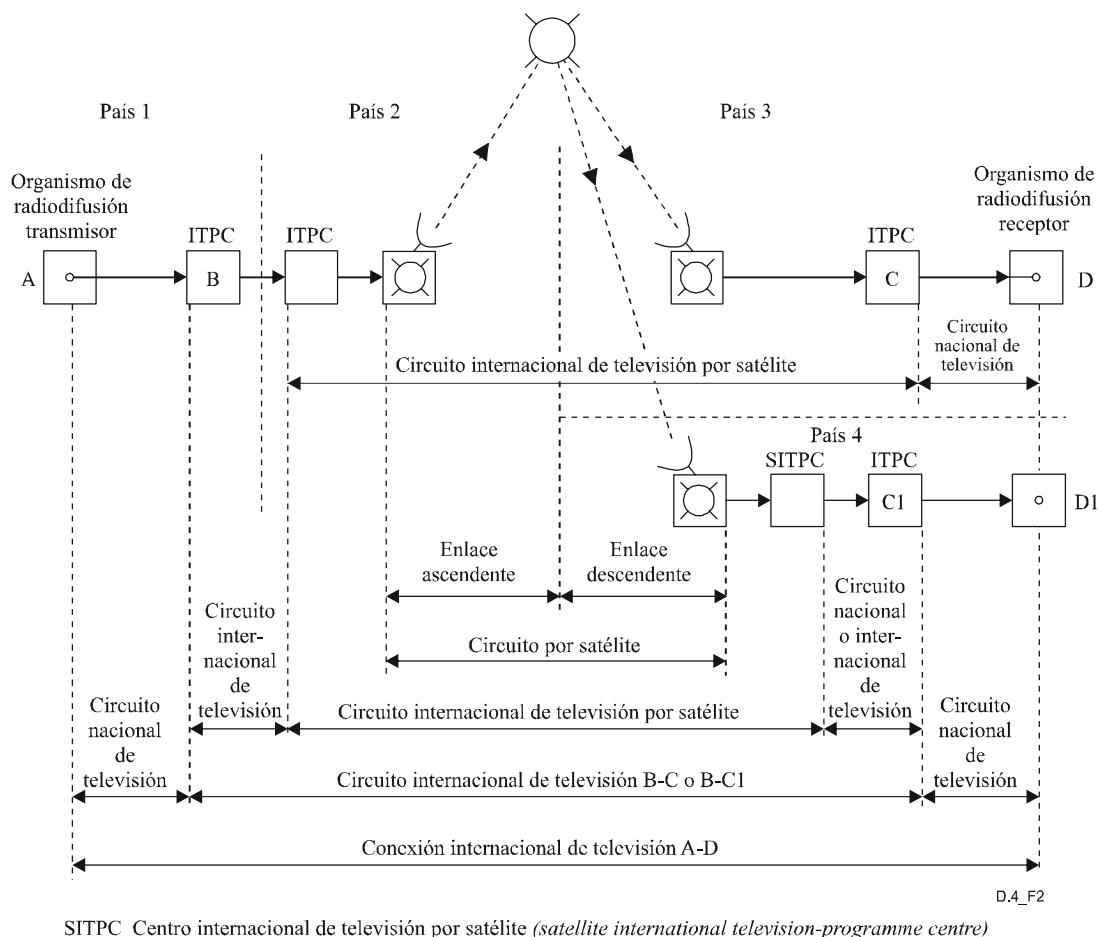 País 1
País 2
País 3
Organismo de
radiodifusión
transmisor
Organismo de
radiodifusión
receptor
ITPC
ITPC
ITPC
A
B
C
D
Circuito internacional de televisión por satélite
Circuito
nacional de
televisión
País 4
SITPC
ITPC
C1
D1
Enlace
ascendente
Enlace
descendente
Circuito
inter-
nacional
de
televisión
Circuito
nacional
o inter-
nacional
de
televisión
Circuito por satélite
Circuito
nacional
de
televisión
Circuito internacional de televisión por satélite
Circuito
nacional
de
televisión
Circuito internacional de televisión B-C o B-C1
Conexión internacional de televisión A-D
D.4_F2
SITPC Centro internacional de televisión por satélite (satellite international television-programme centre)